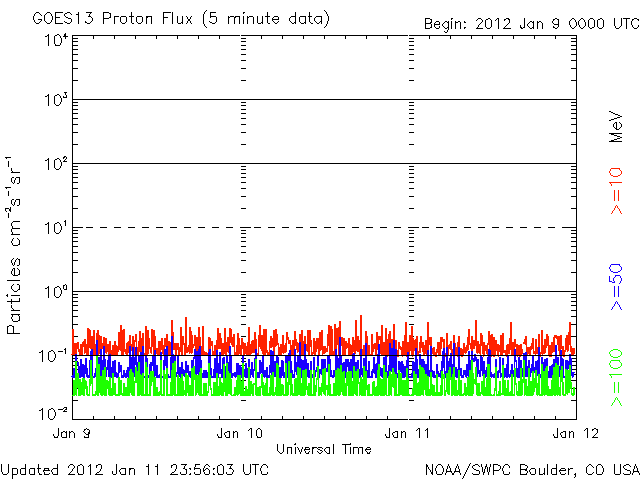 GOES13 Proton Flux (5 minute data)
Begin: 2012 Jan 9 0000 UTC
10⁴
10³
10²
10¹
10⁰
10⁻¹
10⁻²
Particles cm⁻²s⁻¹sr⁻¹
MeV
>=10
>=50
>=100
Jan 9
Jan 10
Jan 11
Jan 12
Universal Time
Updated 2012 Jan 11 23:56:03 UTC
NOAA/SWPC Boulder, CO USA